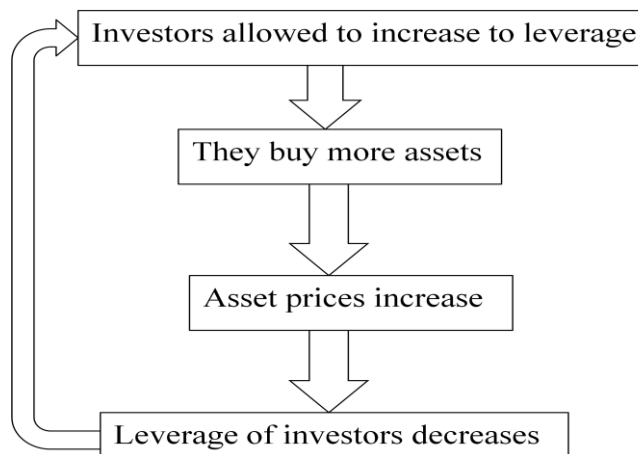 Investors allowed to increase to leverage
They buy more assets
Asset prices increase
Leverage of investors decreases